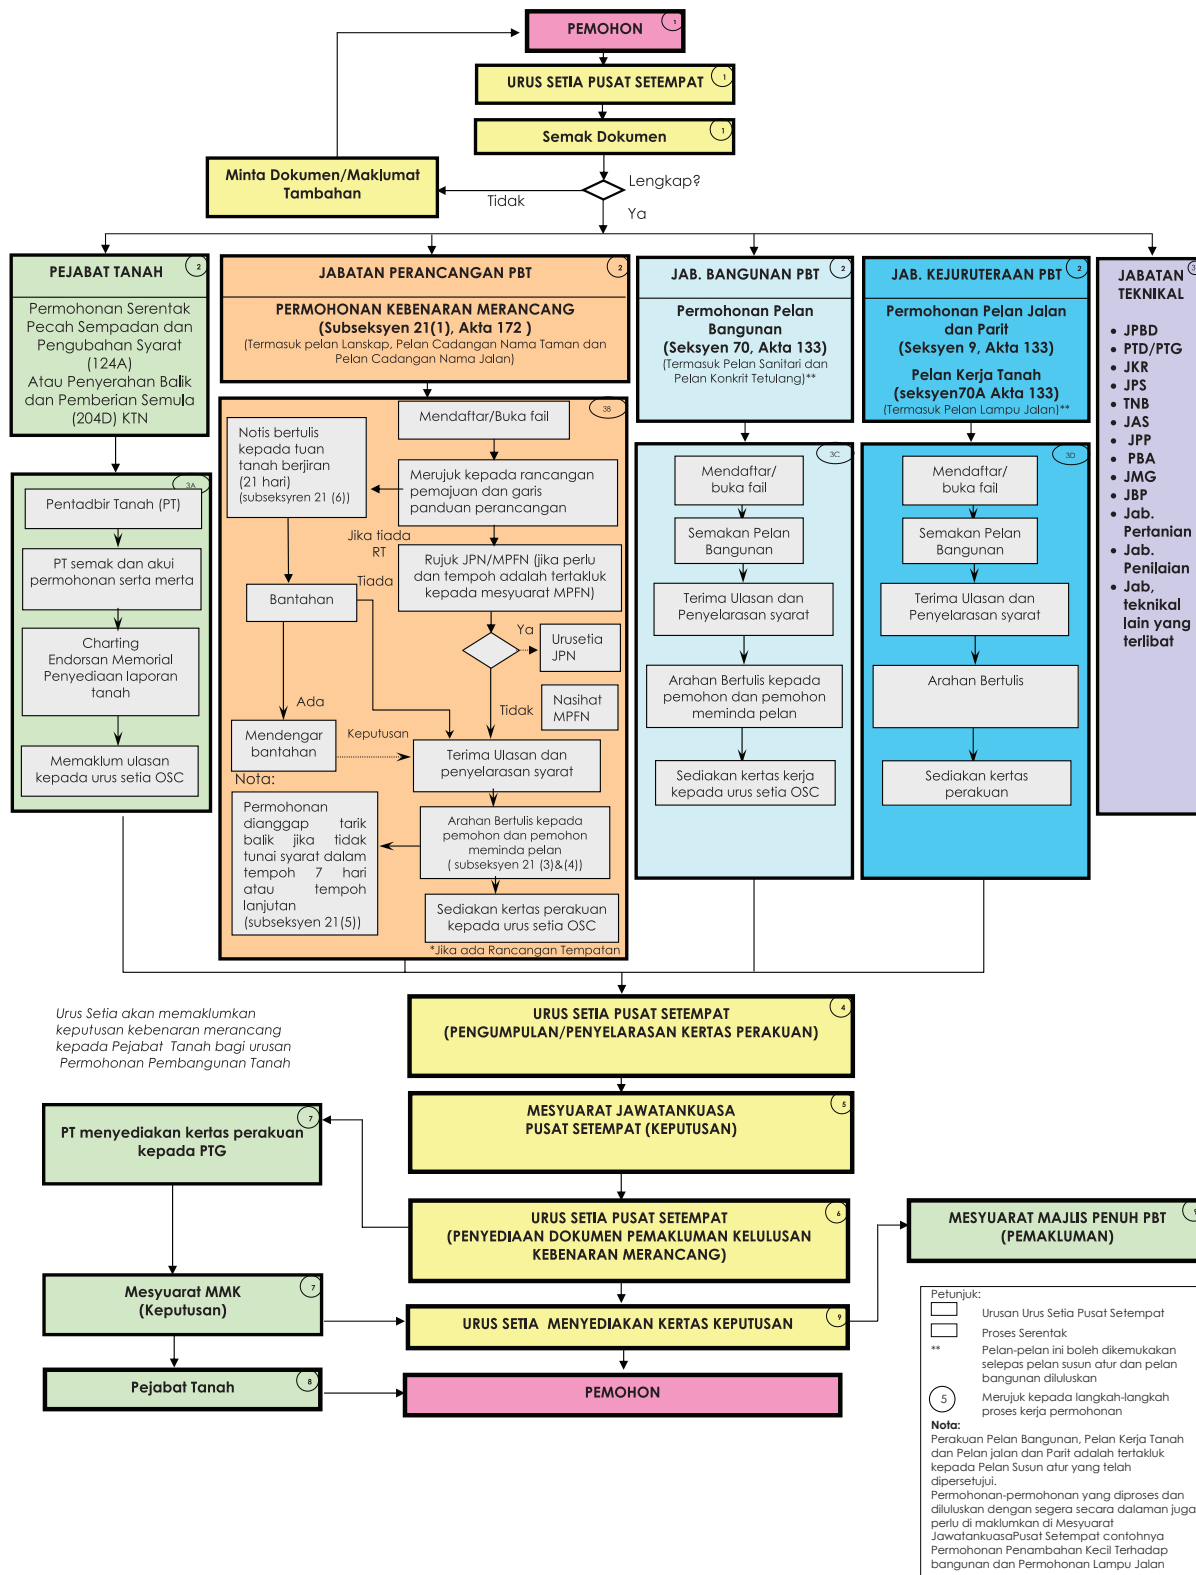 PEMOHON
1
URUS SETIA PUSAT SETEMPAT
1
Semak Dokumen
1
Minta Dokumen/Maklumat
Tambahan
Lengkap?
Tidak
Ya
PEJABAT TANAH
2
Permohonan Serentak
Pecah Sempadan dan
Pengubahan Syarat
(124A)
Atau Penyerahan Balik
dan Pemberian Semula
(204D) KTN
JABATAN PERANCANGAN PBT
2
PERMOHONAN KEBENARAN MERANCANG
(Subseksyen 21(1), Akta 172 )
(Termasuk pelan Lanskap, Pelan Cadangan Nama Taman dan
Pelan Cadangan Nama Jalan)
JAB. BANGUNAN PBT
2
Permohonan Pelan
Bangunan
(Seksyen 70, Akta 133)
(Termasuk Pelan Sanitari dan
Pelan Konkrit Tetulang)**
JAB. KEJURUTERAAN PBT
2
Permohonan Pelan Jalan
dan Parit
(Seksyen 9, Akta 133)
Pelan Kerja Tanah
(seksyen70A Akta 133)
(Termasuk Pelan Lampu Jalan)**
JABATAN
TEKNIKAL
3
• JPBD
• PTD/PTG
• JKR
• JPS
• TNB
• JAS
• JPP
• PBA
• JMG
• JBP
• Jab.
Pertanian
• Jab.
Penilaian
• Jab,
teknikal
lain yang
terlibat
3A
Pentadbir Tanah (PT)
PT semak dan akui
permohonan serta merta
Charting
Endorsan Memorial
Penyediaan laporan
tanah
Memaklum ulasan
kepada urus setia OSC
3B
Mendaftar/Buka fail
Notis bertulis
kepada tuan
tanah berjiran
(21 hari)
(subseksyren 21 (6))
Merujuk kepada rancangan
pemajuan dan garis
panduan perancangan
Jika tiada
RT
Rujuk JPN/MPFN (jika perlu
dan tempoh adalah tertakluk
kepada mesyuarat MPFN)
Tiada
Bantahan
Ya
Urusetia
JPN
Nasihat
MPFN
Tidak
Ada
Mendengar
bantahan
Keputusan
Terima Ulasan dan
penyelarasan syarat
Nota:
Permohonan
dianggap tarik
balik jika tidak
tunai syarat dalam
tempoh 7 hari
atau tempoh
lanjutan
(subseksyen 21(5))
Arahan Bertulis kepada
pemohon dan pemohon
meminda pelan
( subseksyen 21 (3)&(4))
Sediakan kertas perakuan
kepada urus setia OSC
*Jika ada Rancangan Tempatan
3C
Mendaftar/
buka fail
Semakan Pelan
Bangunan
Terima Ulasan dan
Penyelarasan syarat
Arahan Bertulis kepada
pemohon dan pemohon
meminda pelan
Sediakan kertas kerja
kepada urus setia OSC
3D
Mendaftar/
buka fail
Semakan Pelan
Bangunan
Terima Ulasan dan
Penyelarasan syarat
Arahan Bertulis
Sediakan kertas
perakuan
Urus Setia akan memaklumkan
keputusan kebenaran merancang
kepada Pejabat Tanah bagi urusan
Permohonan Pembangunan Tanah
URUS SETIA PUSAT SETEMPAT
(PENGUMPULAN/PENYELARASAN KERTAS PERAKUAN)
4
MESYUARAT JAWATANKUASA
PUSAT SETEMPAT (KEPUTUSAN)
5
PT menyediakan kertas perakuan
kepada PTG
7
URUS SETIA PUSAT SETEMPAT
(PENYEDIAAN DOKUMEN PEMAKLUMAN KELULUSAN
KEBENARAN MERANCANG)
6
MESYUARAT MAJLIS PENUH PBT
(PEMAKLUMAN)
9
Mesyuarat MMK
(Keputusan)
7
URUS SETIA MENYEDIAKAN KERTAS KEPUTUSAN
9
Pejabat Tanah
8
PEMOHON
Petunjuk:
Urusan Urus Setia Pusat Setempat
Proses Serentak
** Pelan-pelan ini boleh dikemukakan
selepas pelan susun atur dan pelan
bangunan diluluskan
5 Merujuk kepada langkah-langkah
proses kerja permohonan
Nota:
Perakuan Pelan Bangunan, Pelan Kerja Tanah
dan Pelan jalan dan Parit adalah tertakluk
kepada Pelan Susun atur yang telah
dipersetujui.
Permohonan-permohonan yang diproses dan
diluluskan dengan segera secara dalaman juga
perlu di maklumkan di Mesyuarat
JawatankuasaPusat Setempat contohnya
Permohonan Penambahan Kecil Terhadap
bangunan dan Permohonan Lampu Jalan